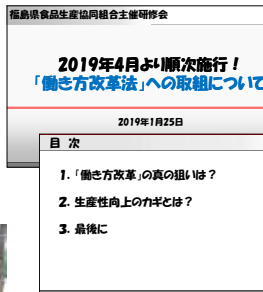 福島県食品生産協同組合主催研修会
2019年4月より順次施行！
「働き方改革法」への取組について
2019年1月25日
目 次
1.「働き方改革」の真の狙いは？
2. 生産性向上のカギとは？
3. 最後に